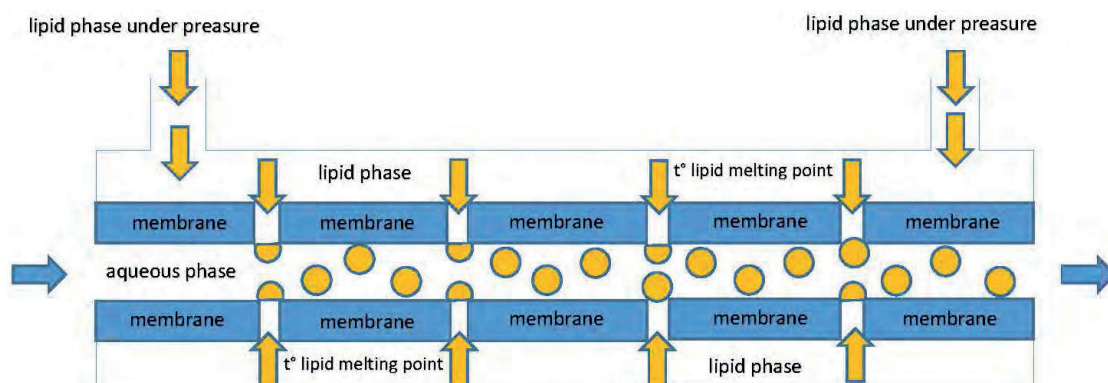 lipid phase under preasure
lipid phase under preasure
lipid phase
t° lipid melting point
membrane
membrane
membrane
membrane
membrane
aqueous phase
membrane
membrane
membrane
membrane
membrane
t° lipid melting point
lipid phase